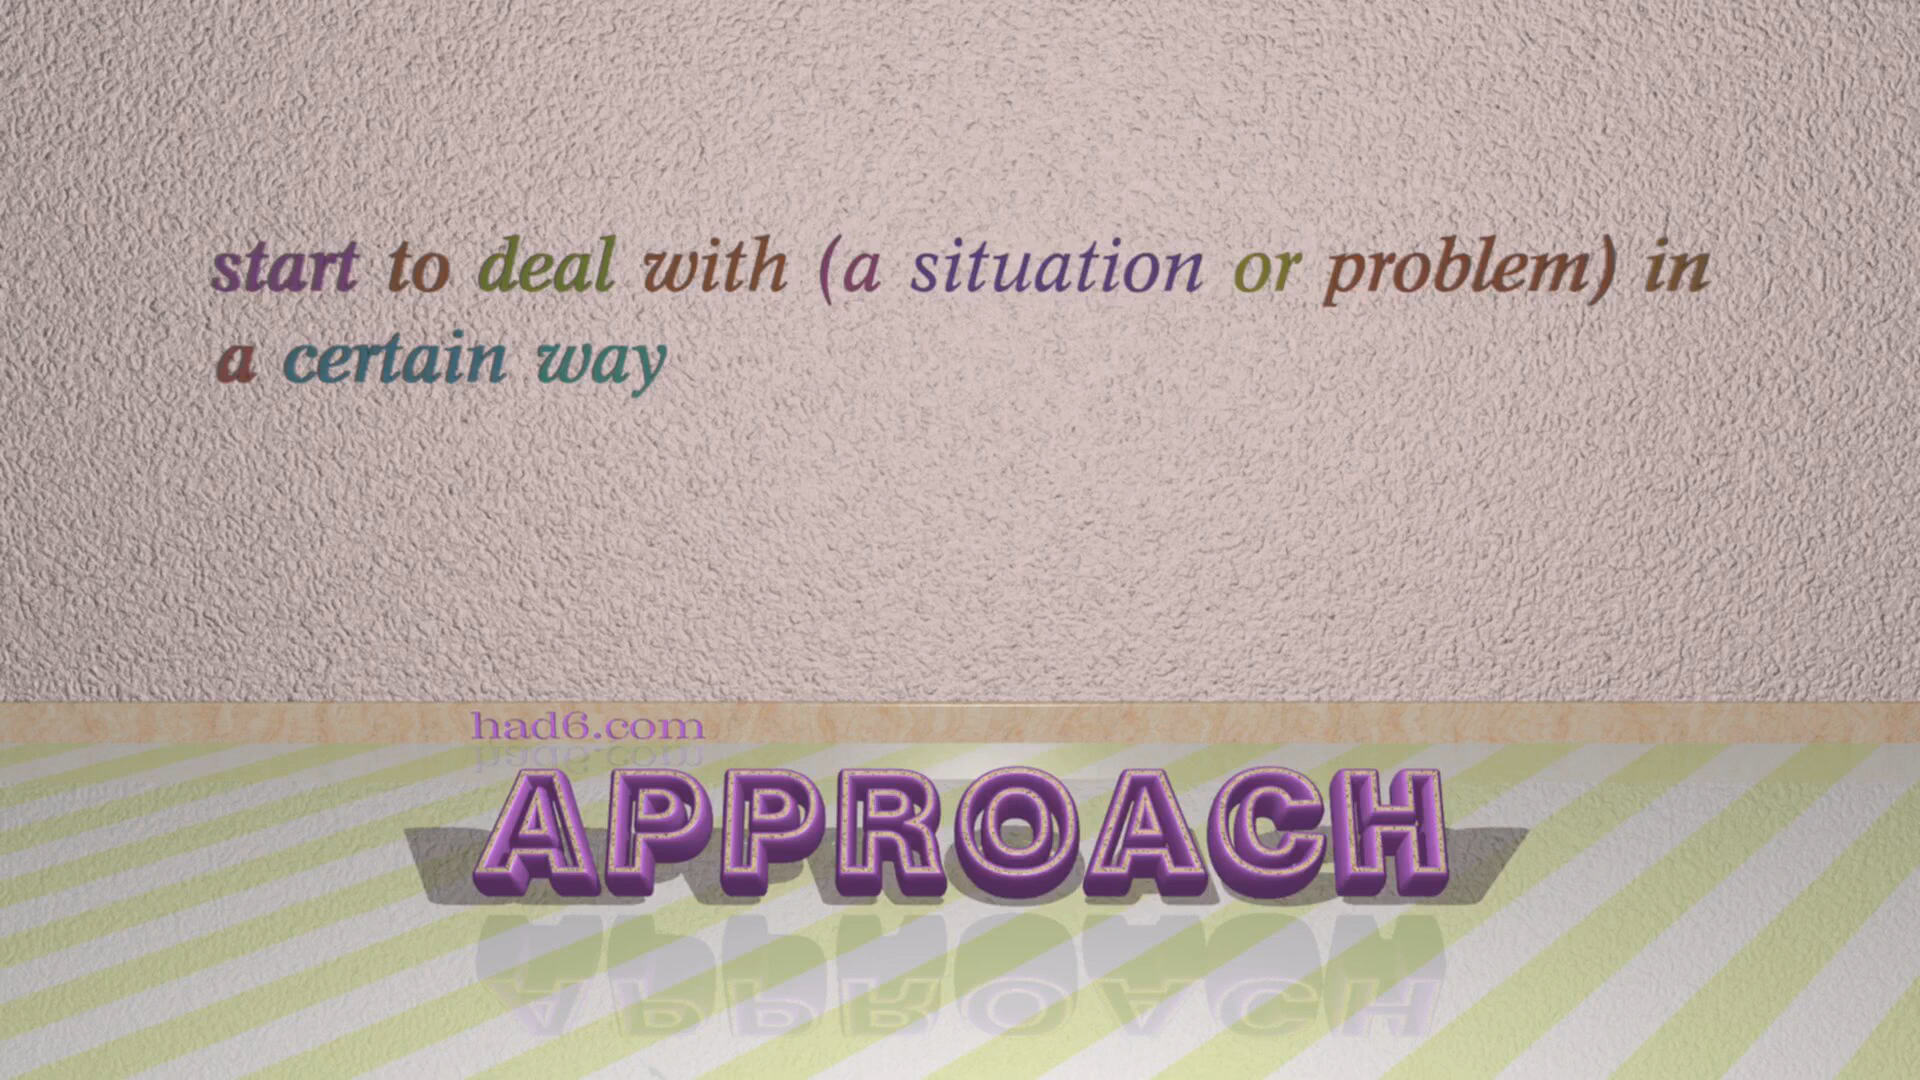 start to deal with (a situation or problem) in
a certain way
had6.com
APPROACH